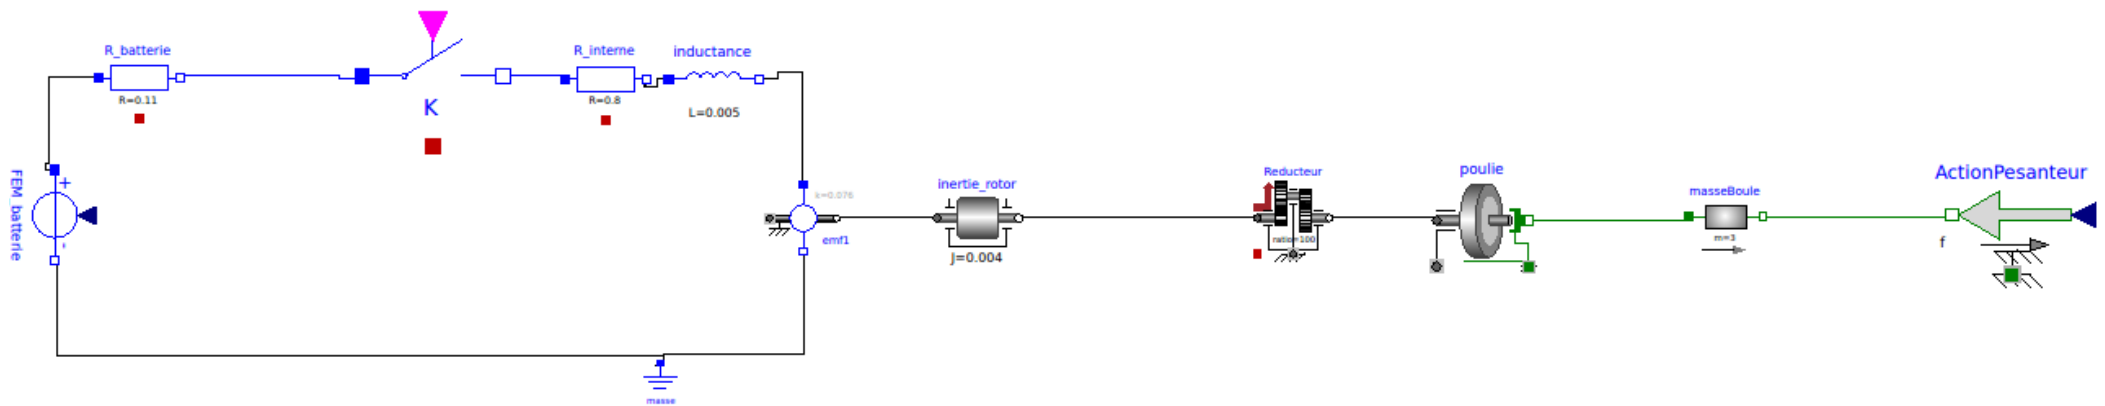 R_batterie
R=0.11
K
R_interne
R=0.8
inductance
L=0.005
FEM_batterie
+
-
k=0.076
emf1
masse
inertie_rotor
J=0.004
Reducteur
ratio=100
poulie
masseBoule
m=3
ActionPesanteur
f